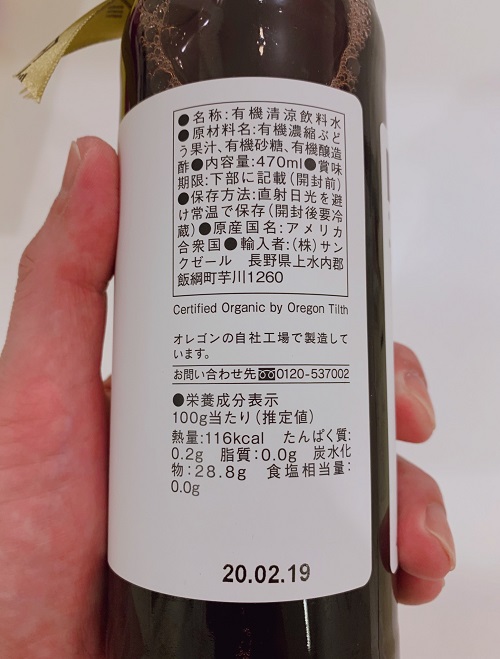 ●名称:有機清涼飲料水
●原材料名:有機濃縮ぶど
う果汁、有機砂糖、有機醸造
酢●内容量:470ml●賞味
期限:下部に記載(開封前)
●保存方法:直射日光を避
け常温で保存(開封後要冷
蔵)●原産国名:アメリカ
合衆国●輸入者:(株)サン
クゼール 長野県上水内郡
飯綱町芋川1260
Certified Organic by Oregon Tilth
オレゴンの自社工場で製造して
います。
お問い合わせ先 0120-537002
●栄養成分表示
100g当たり(推定値)
熱量:116kcal たんぱく質:
0.2g 脂質:0.0g 炭水化
物:28.8g 食塩相当量:
0.0g
20.02.19